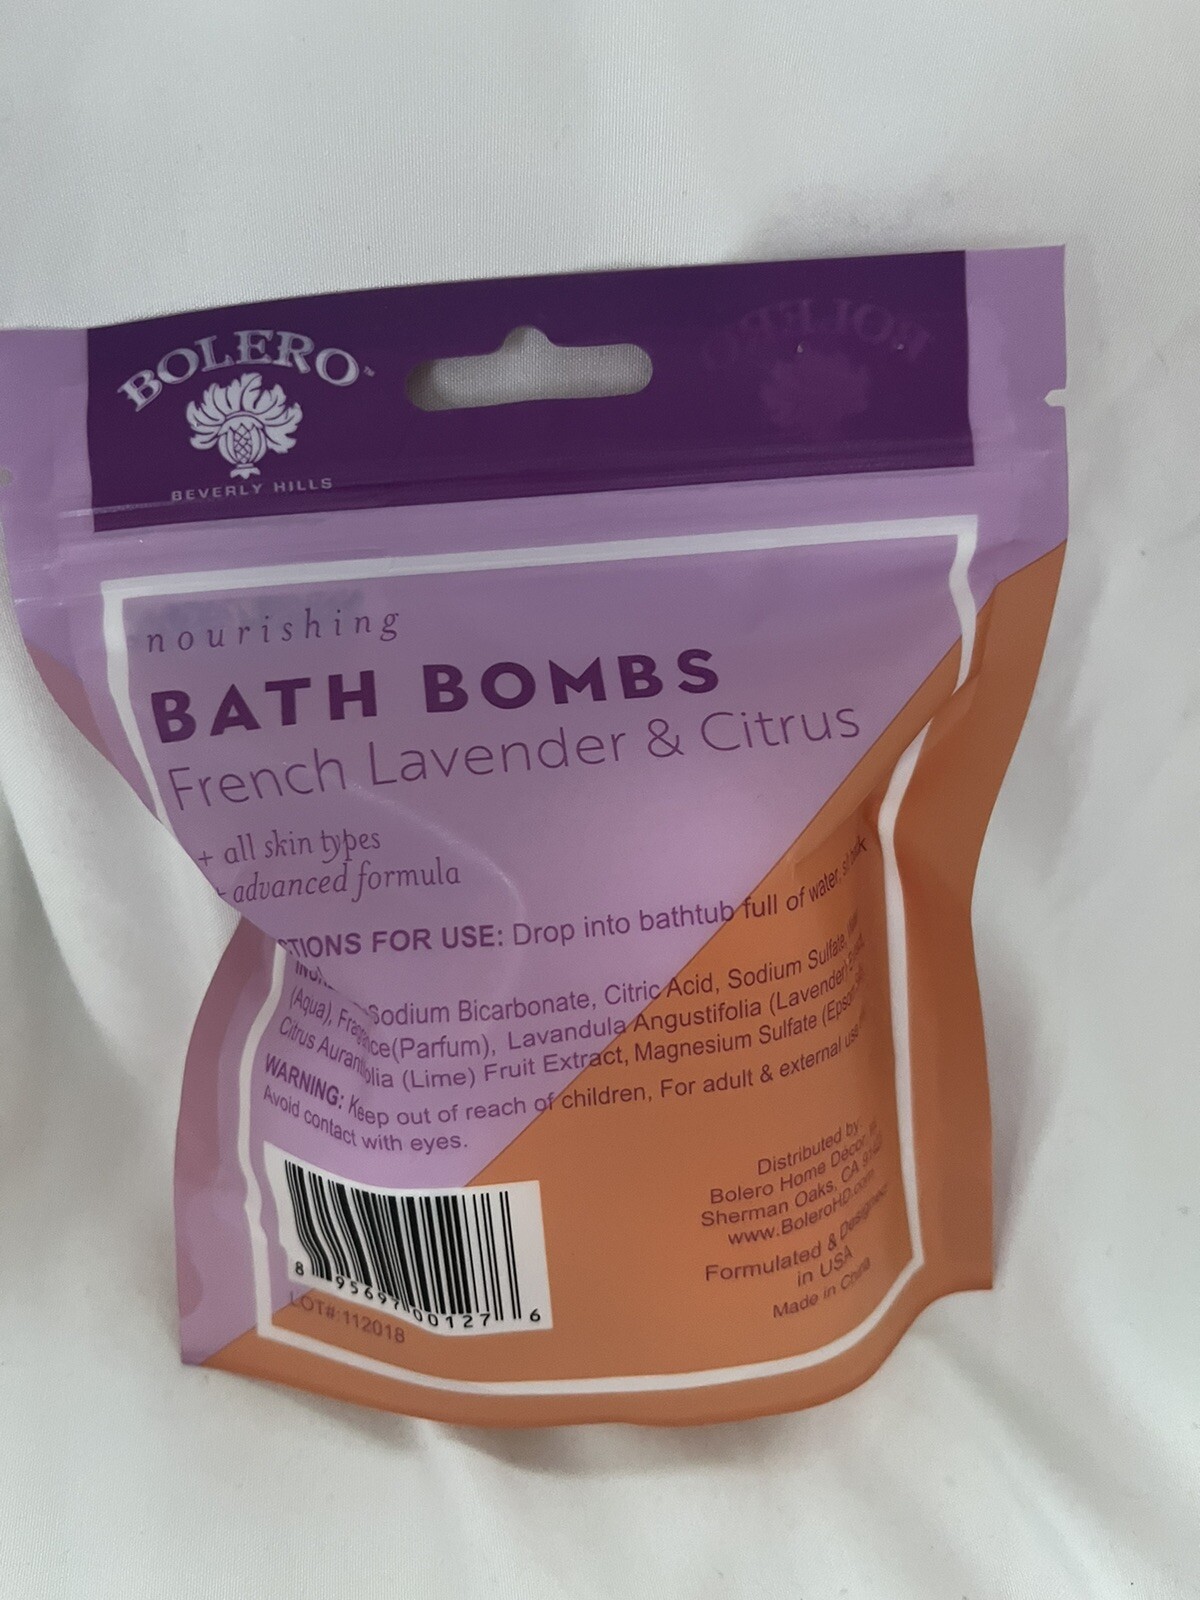 BOLERO™
BEVERLY HILLS
BOLERO
nourishing
BATH BOMBS
French Lavender & Citrus
+ all skin types
+ advanced formula
TIONS FOR USE: Drop into bathtub full of water,
Sodium Bicarbonate, Citric Acid, Sodium Sulfate,
(Aqua), (Parfum), Lavandula Angustifolia (Lavender)
Citrus (Lime) Fruit Extract, Magnesium Sulfate (Epsom
WARNING: Keep out of reach of children, For adult & external use
Avoid contact with eyes.
Distributed by:
Bolero Home Décor,
Sherman Oaks, CA
www.BoleroHD.com
Formulated & Designed
in USA
Made in China
8 95697 00127 6
LOT#:112018